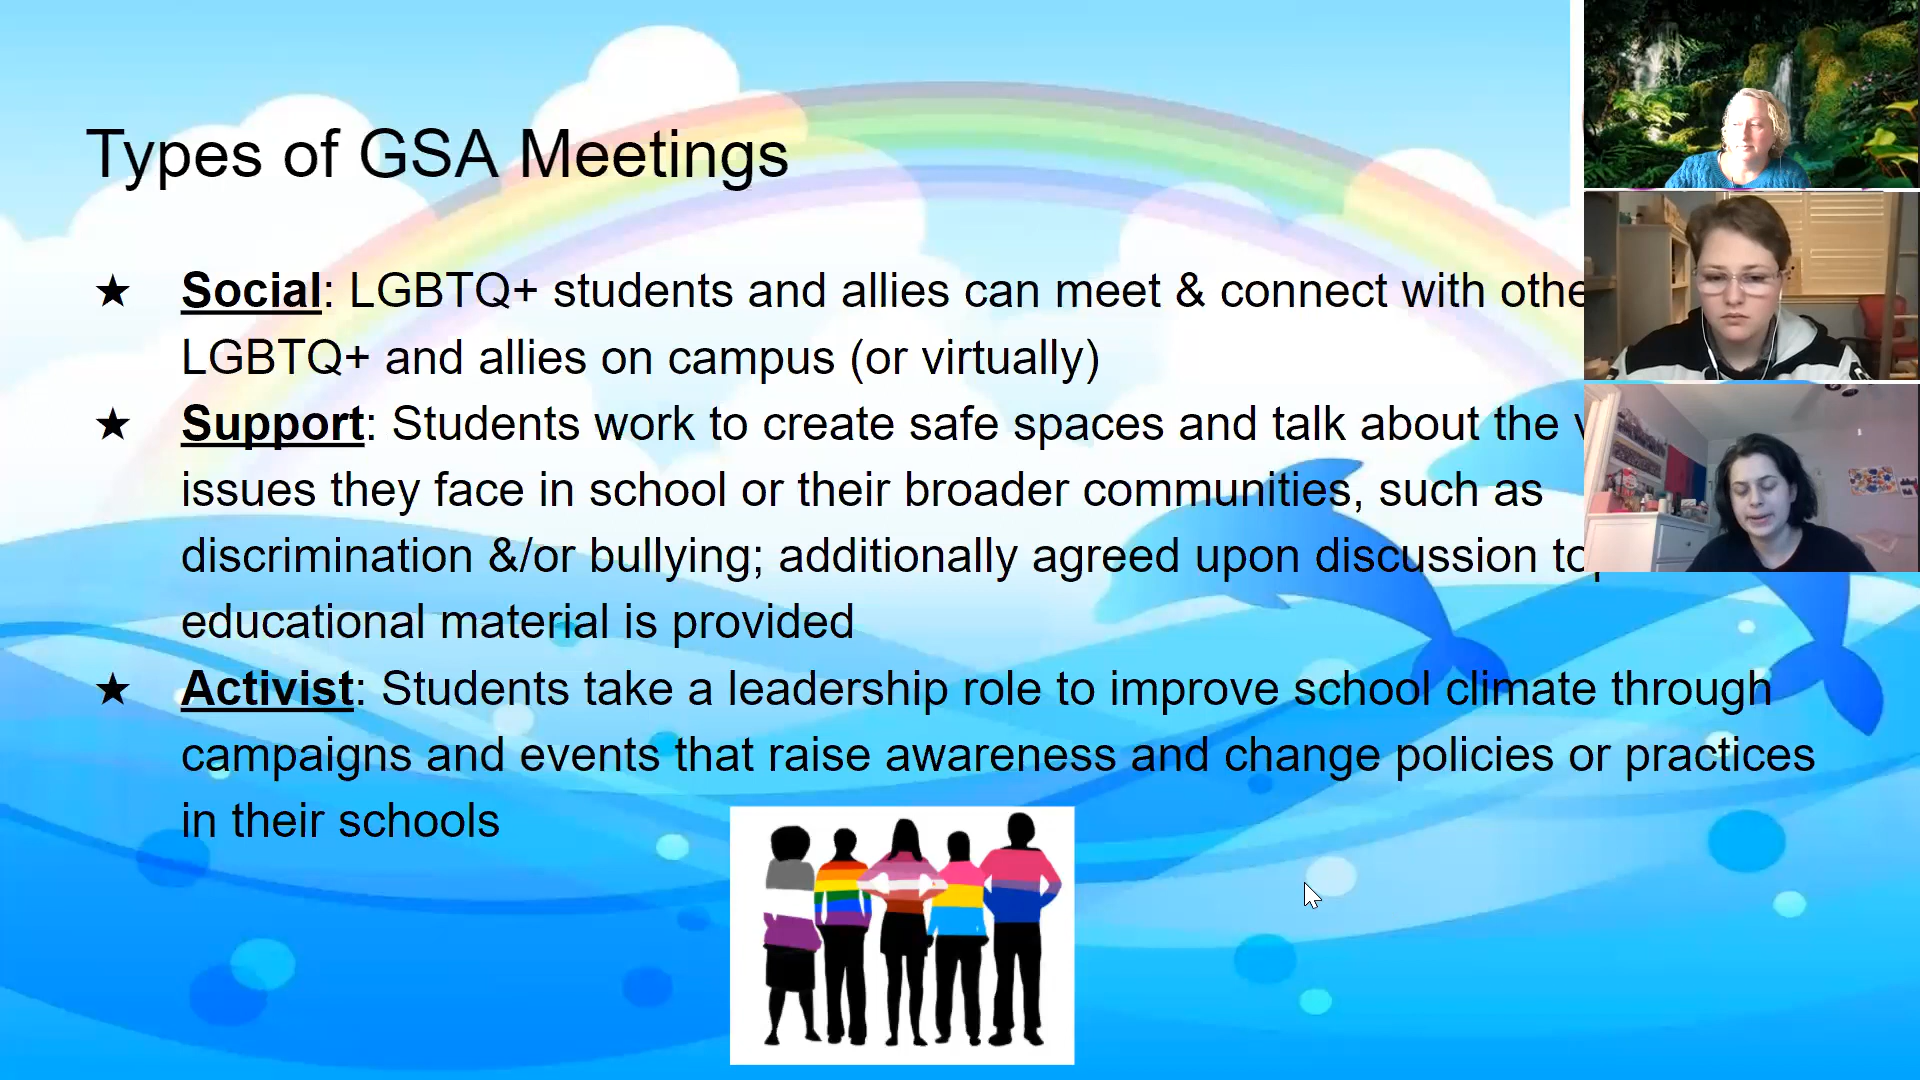 Types of GSA Meetings
★ Social: LGBTQ+ students and allies can meet & connect with
LGBTQ+ and allies on campus (or virtually)
★ Support: Students work to create safe spaces and talk about the
issues they face in school or their broader communities, such as
discrimination &/or bullying; additionally agreed upon discussion
educational material is provided
★ Activist: Students take a leadership role to improve school climate through
campaigns and events that raise awareness and change policies or practices
in their schools